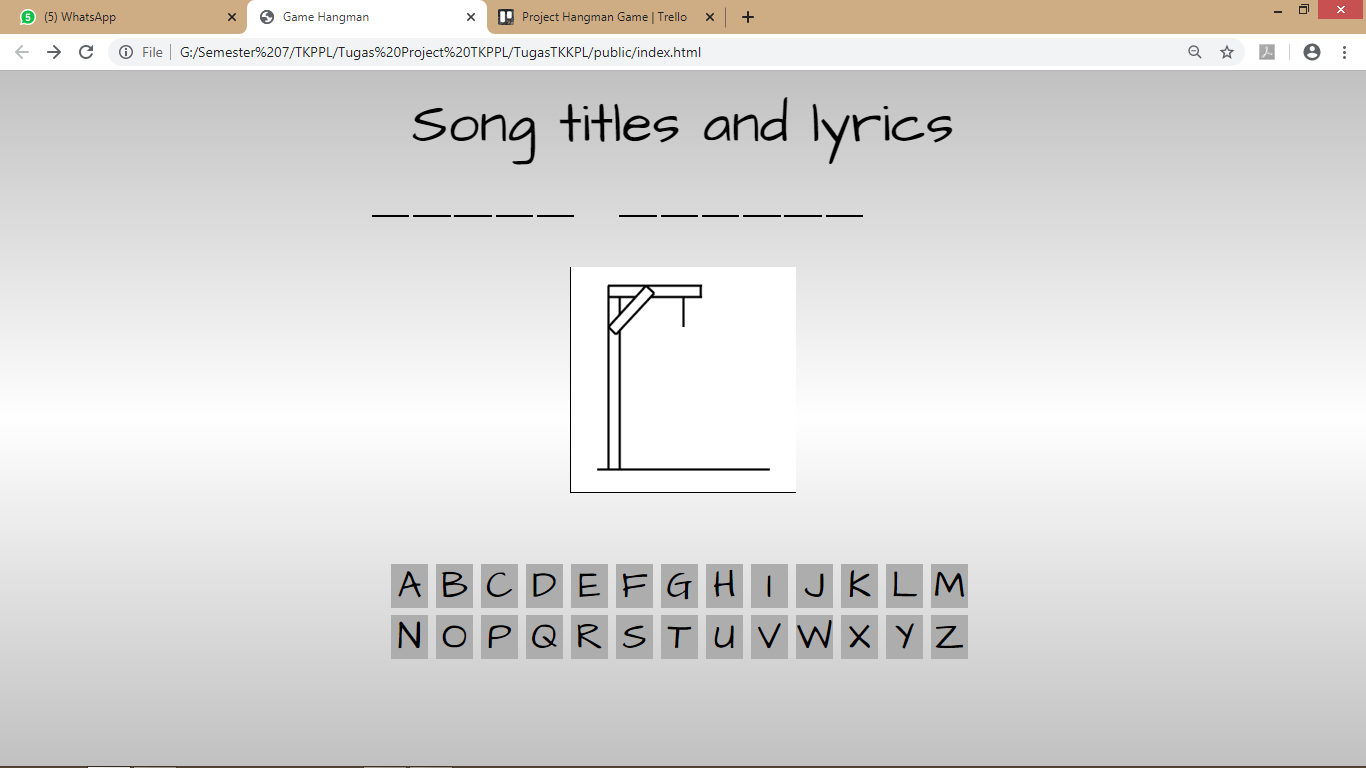 (5) WhatsApp Game Hangman Project Hangman Game | Trello
File G:/Semester%207/TKPPL/Tugas%20Project%20TKPPL/TugasTKKPL/public/index.html
Song titles and lyrics
A B C D E F G H I J K L M
N O P Q R S T U V W X Y Z